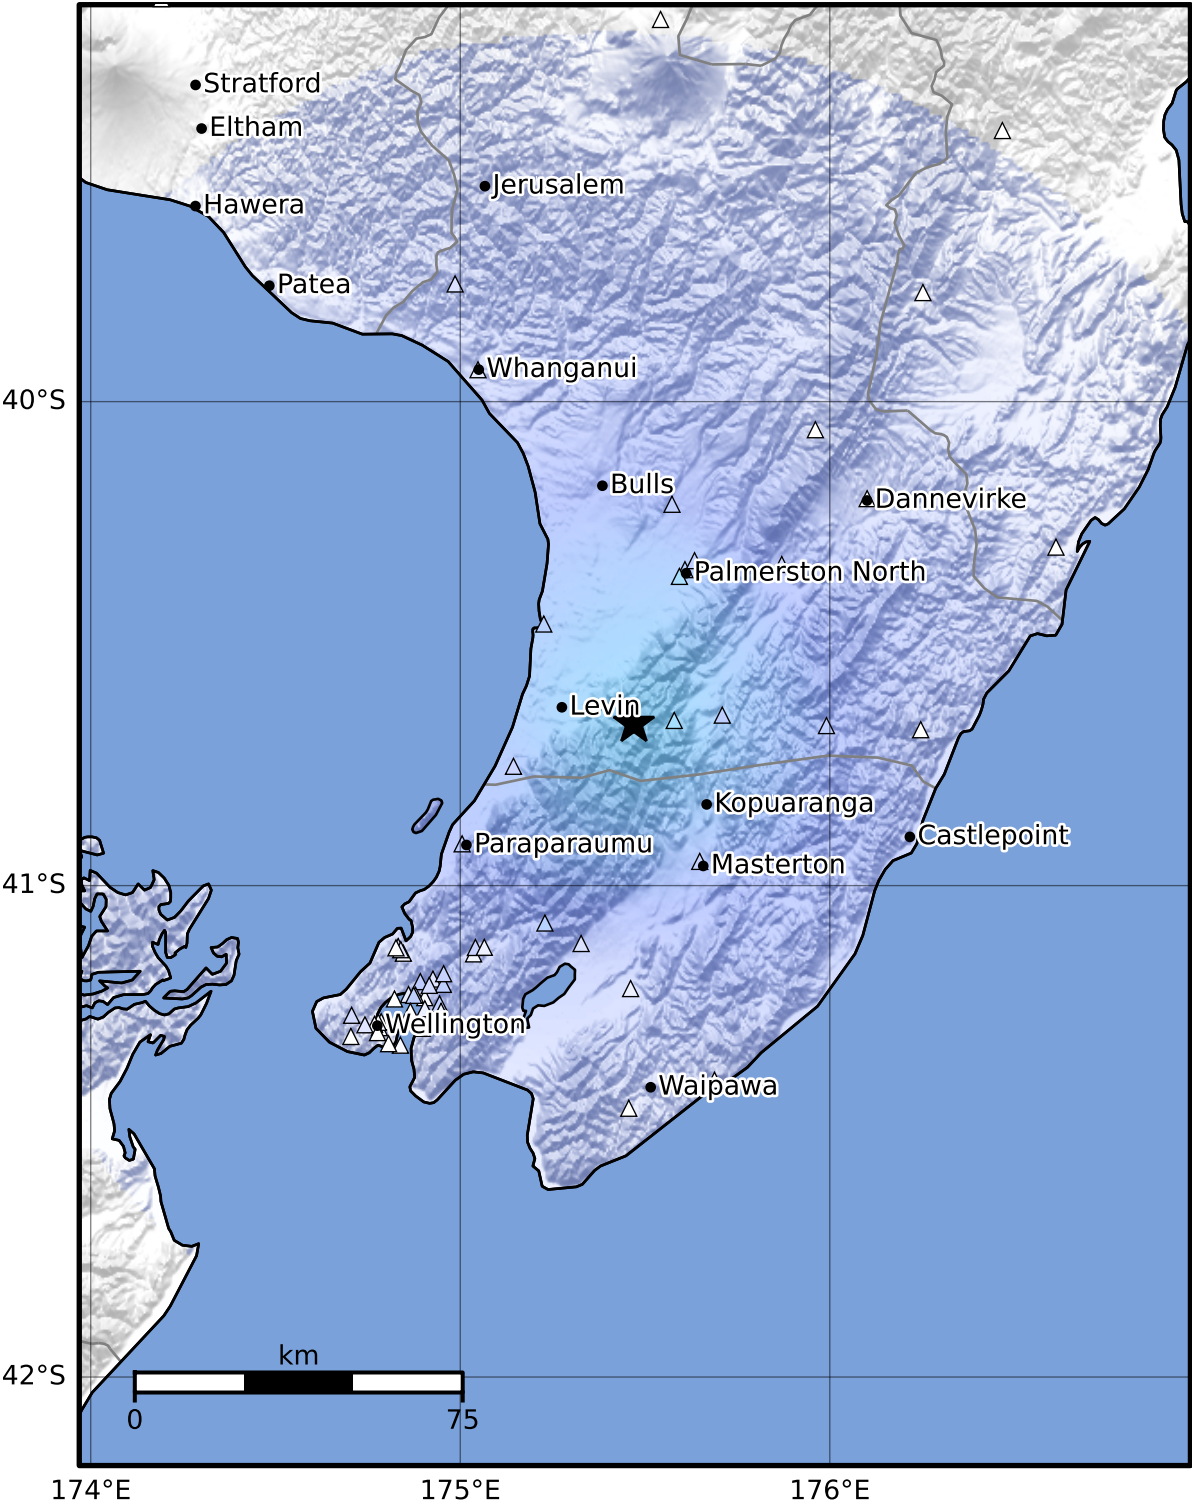 Stratford
Eltham
Jerusalem
Hawera
Patea
Whanganui
40°S
Bulls
Dannevirke
Palmerston North
Levin
Kopuaranga
Castlepoint
Paraparaumu
Masterton
41°S
Wellington
Waipawa
km
42°S
0
75
174°E
175°E
176°E